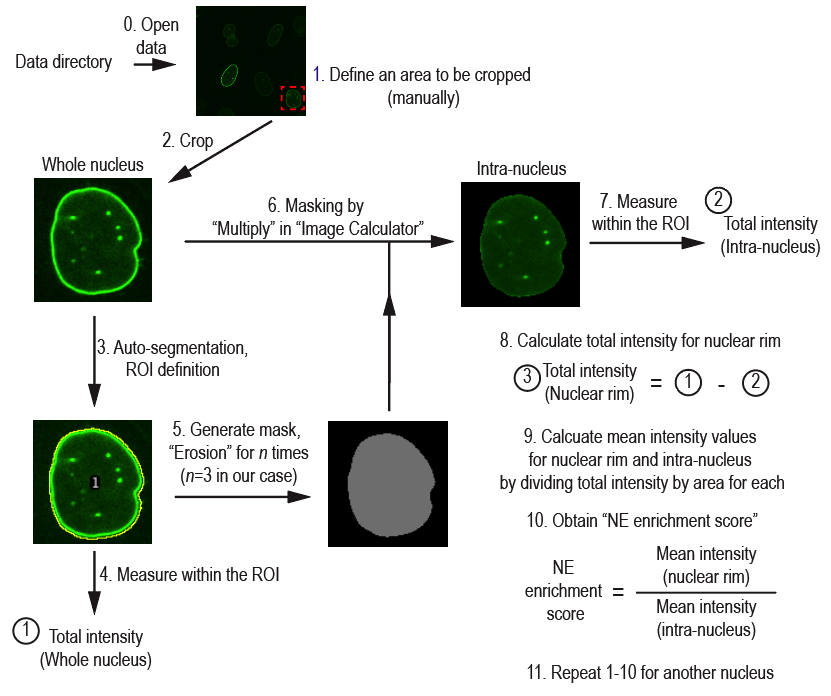 0. Open
data
Data directory
1. Define an area to be cropped
(manually)
2. Crop
Whole nucleus
Intra-nucleus
6. Masking by
“Multiply” in “Image Calculator”
7. Measure
within the ROI
2
Total intensity
(Intra-nucleus)
3. Auto-segmentation,
ROI definition
1
5. Generate mask,
“Erosion” for n times
(n=3 in our case)
4. Measure within the ROI
1
Total intensity
(Whole nucleus)
8. Calculate total intensity for nuclear rim
3 Total intensity
(Nuclear rim) = 1 - 2
9. Calcuate mean intensity values
for nuclear rim and intra-nucleus
by dividing total intensity by area for each
10. Obtain “NE enrichment score”
NE
enrichment
score
=
Mean intensity
(nuclear rim)
Mean intensity
(intra-nucleus)
11. Repeat 1-10 for another nucleus